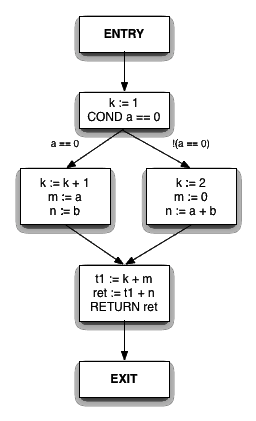 ENTRY
k := 1
COND a == 0
a == 0
!(a == 0)
k := k + 1
m := a
n := b
k := 2
m := 0
n := a + b
t1 := k + m
ret := t1 + n
RETURN ret
EXIT